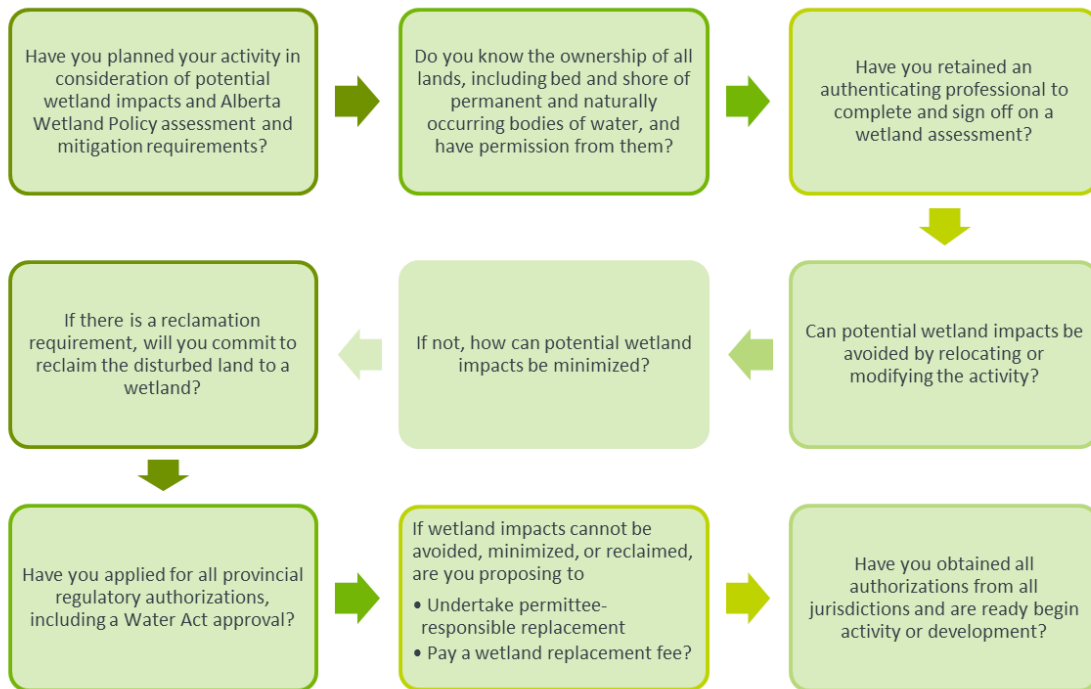 Have you planned your activity in
consideration of potential
wetland impacts and Alberta
Wetland Policy assessment and
mitigation requirements?
Do you know the ownership of all
lands, including bed and shore of
permanent and naturally
occurring bodies of water, and
have permission from them?
Have you retained an
authenticating professional to
complete and sign off on a
wetland assessment?
Can potential wetland impacts be
avoided by relocating or
modifying the activity?
If not, how can potential wetland
impacts be minimized?
If there is a reclamation
requirement, will you commit to
reclaim the disturbed land to a
wetland?
Have you applied for all provincial
regulatory authorizations,
including a Water Act approval?
If wetland impacts cannot be
avoided, minimized, or reclaimed,
are you proposing to
• Undertake permittee-
responsible replacement
• Pay a wetland replacement fee?
Have you obtained all
authorizations from all
jurisdictions and are ready begin
activity or development?